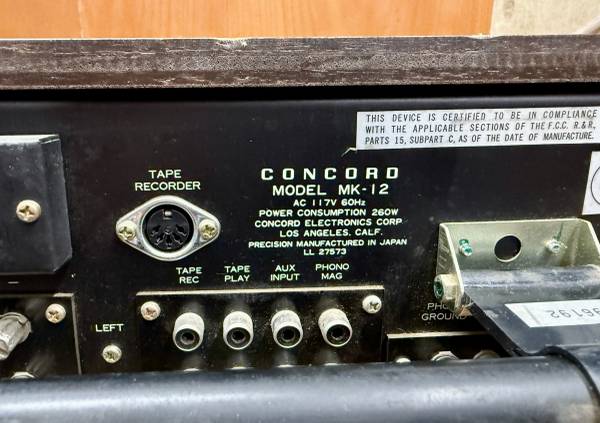 THIS DEVICE IS CERTIFIED TO BE IN COMPLIANCE
WITH THE APPLICABLE SECTIONS OF THE F.C.C. R.&R.,
PARTS 15, SUBPART C, AS OF THE DATE OF MANUFACTURE.
TAPE
RECORDER
CONCORD
MODEL MK-12
AC 117V 60Hz
POWER CONSUMPTION 260W
CONCORD ELECTRONICS CORP
LOS ANGELES. CALF.
PRECISION MANUFACTURED IN JAPAN
LL 27573
TAPE
REC
TAPE
PLAY
AUX
INPUT
PHONO
MAG
LEFT
GROUND